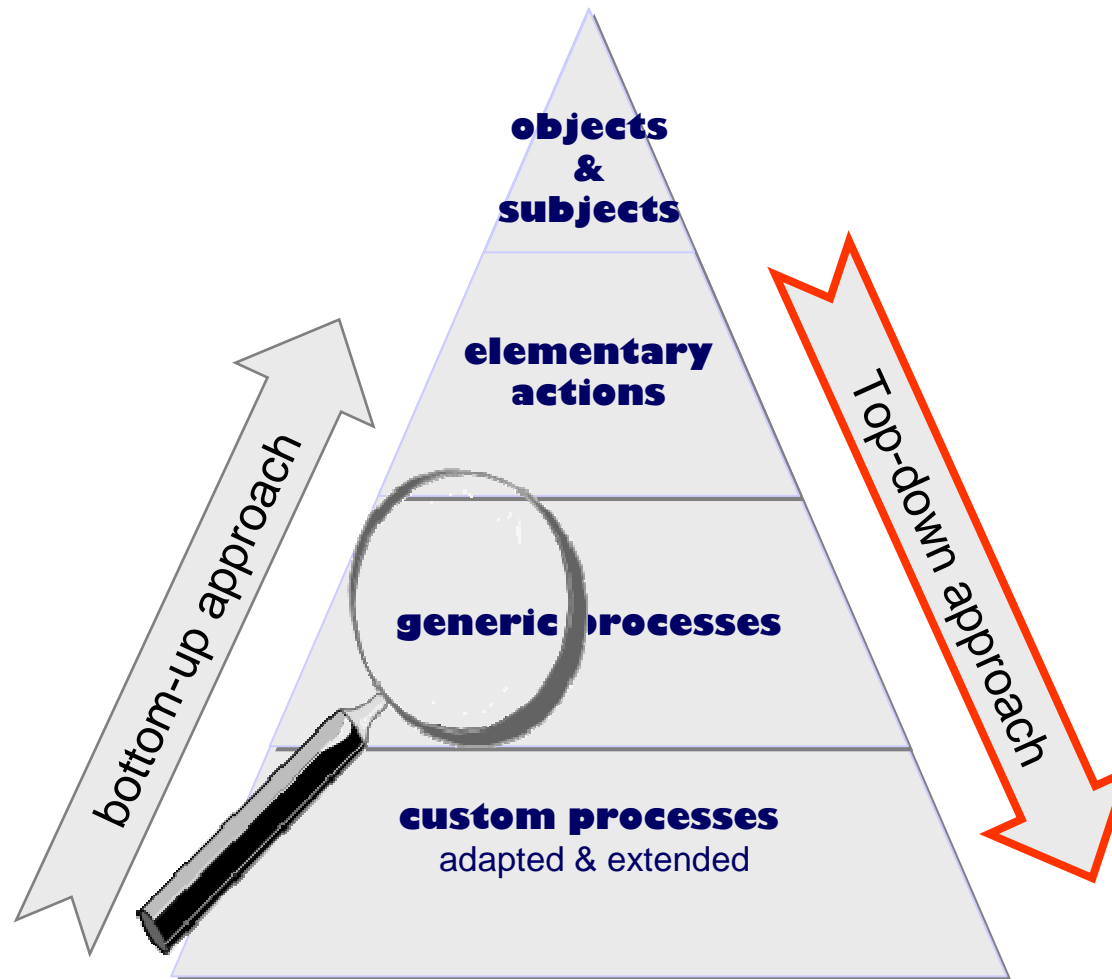 objects
&
subjects
elementary
actions
generic processes
custom processes
adapted & extended
bottom-up approach
Top-down approach